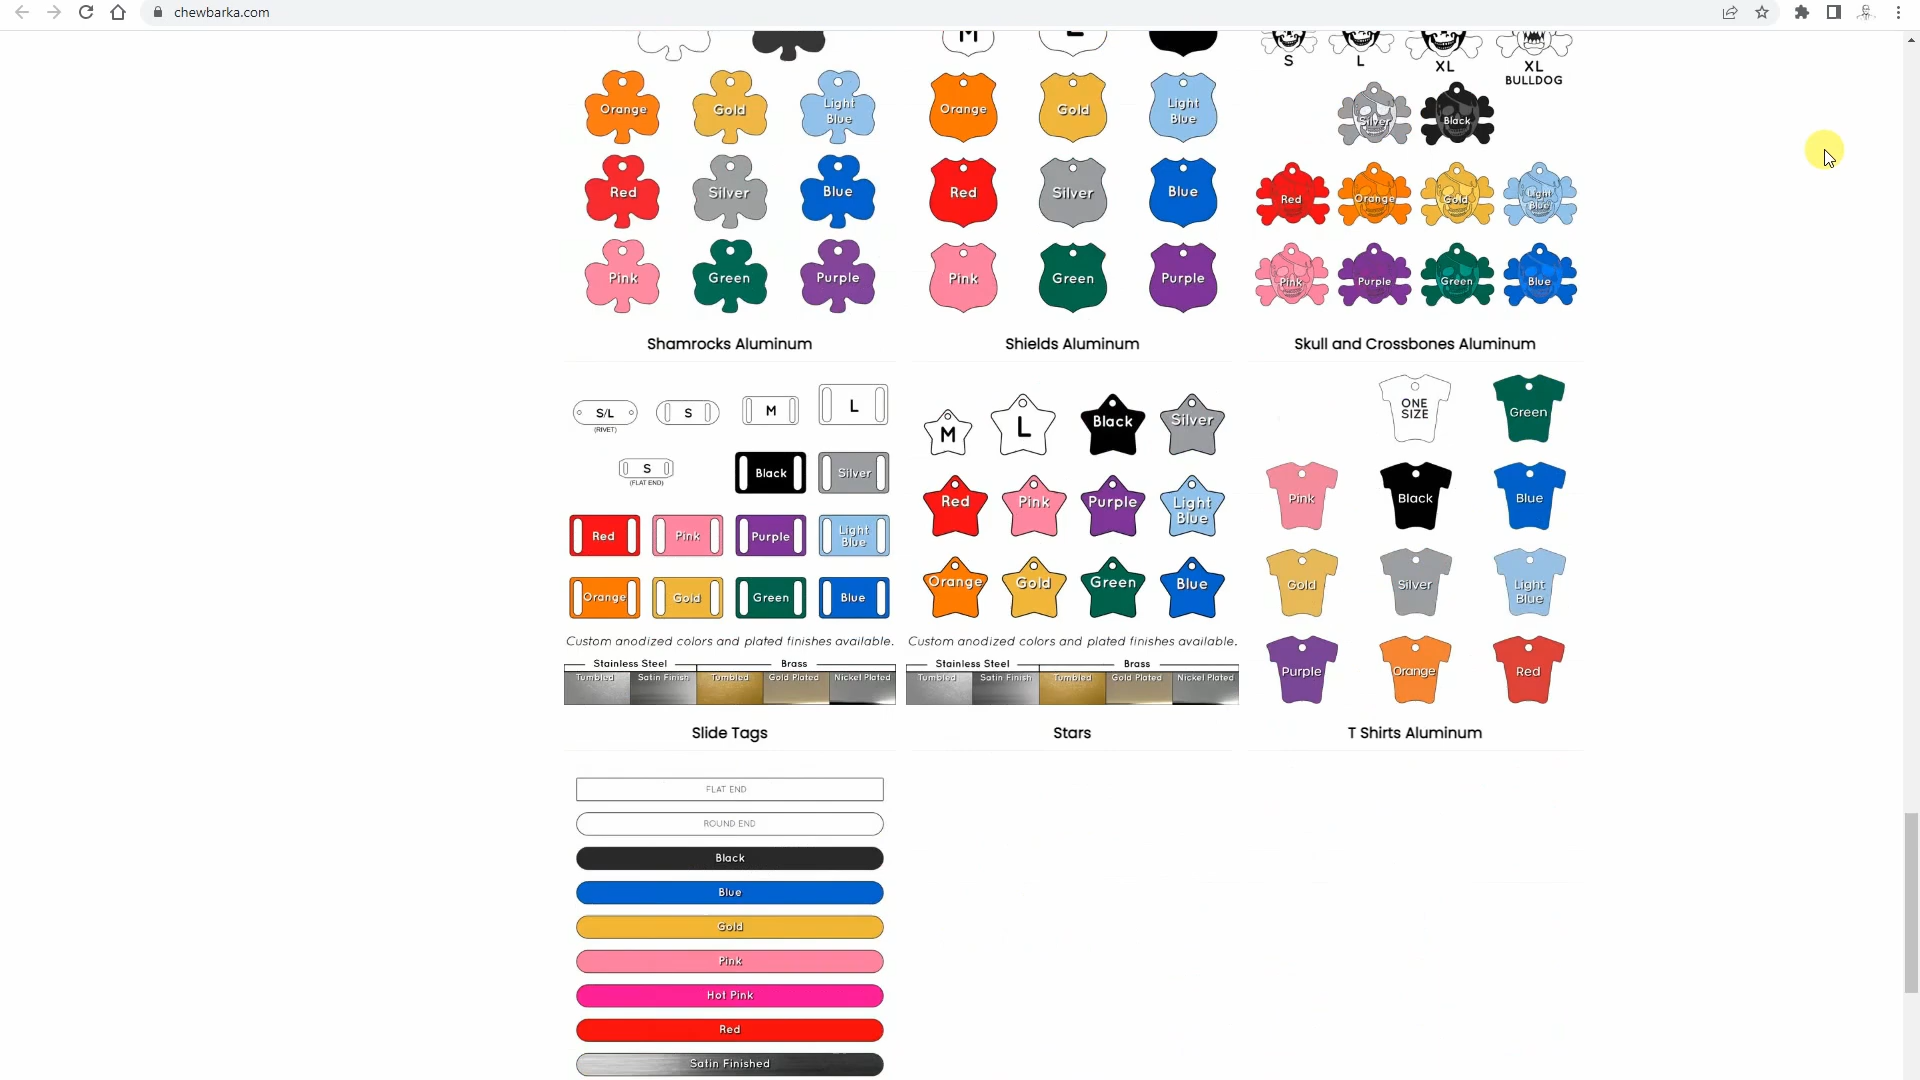 chewbarka.com
M L
S L XL XL
BULLDOG
Orange Gold Light
Blue
Orange Gold Light
Blue
Silver Black
Red Silver Blue
Red Silver Blue
Red Orange Gold Light
Blue
Pink Green Purple
Pink Green Purple
Pink Purple Green Blue
Shamrocks Aluminum
Shields Aluminum
Skull and Crossbones Aluminum
S/L S M L
(RIVET)
S Black Silver
(FLAT END)
Red Pink Purple Light
Blue
Orange Gold Green Blue
Custom anodized colors and plated finishes available.
Stainless Steel Brass
Tumbled Satin Finish Tumbled Gold Plated Nickel Plated
Slide Tags
M L Black Silver
Red Pink Purple Light
Blue
Orange Gold Green Blue
Custom anodized colors and plated finishes available.
Stainless Steel Brass
Tumbled Satin Finish Tumbled Gold Plated Nickel Plated
Stars
ONE
SIZE
Green
Pink Black Blue
Gold Silver Light
Blue
Purple Orange Red
T Shirts Aluminum
FLAT END
ROUND END
Black
Blue
Gold
Pink
Hot Pink
Red
Satin Finished